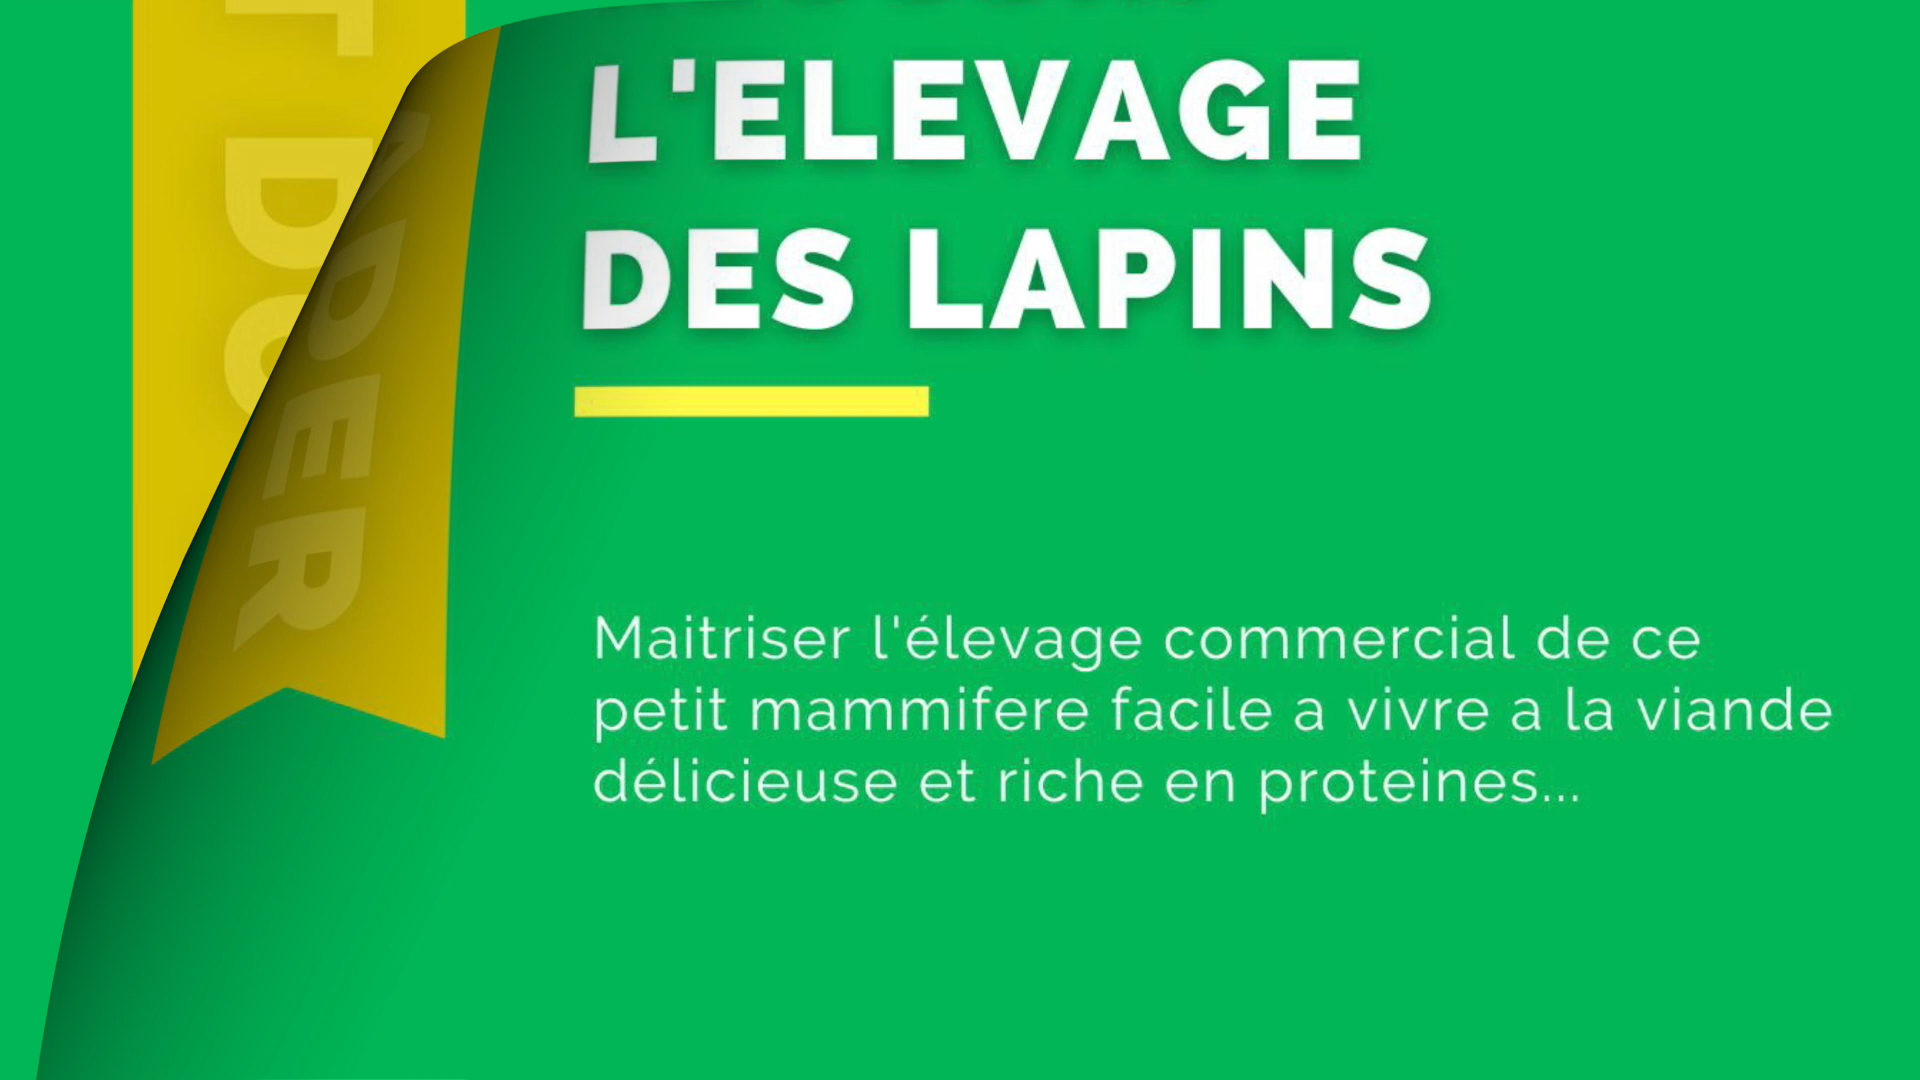 L'ELEVAGE
DES LAPINS
Maitriser l'élevage commercial de ce
petit mammifere facile a vivre a la viande
délicieuse et riche en proteines...